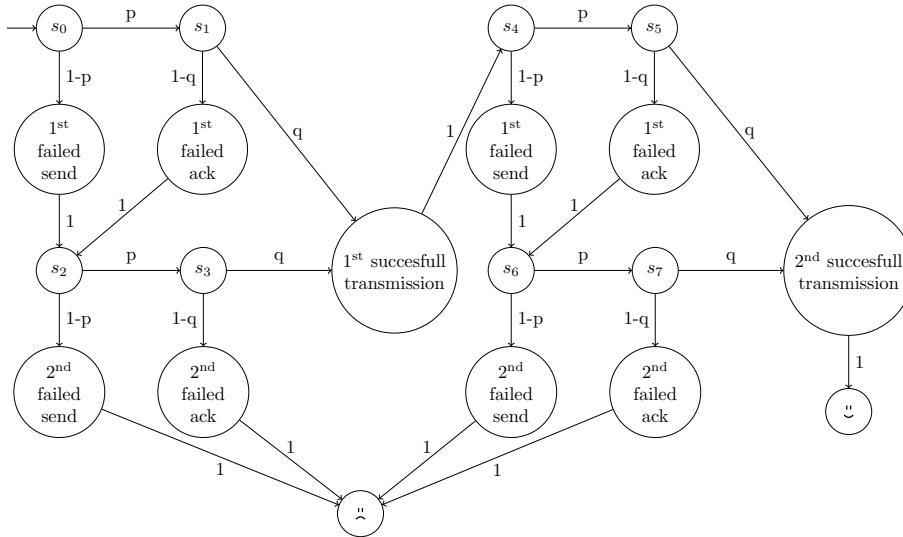 s0 p s1 s4 p s5
1-p 1-q 1-p 1-q
1st
failed
send
1st
failed
ack
q
1
1st
failed
send
1st
failed
ack
q
1 1 1 1
s2 p s3 q
1st succesfull
transmission
s6 p s7 q
2nd succesfull
transmission
1-p 1-q 1-p 1-q
2nd
failed
send
2nd
failed
ack
2nd
failed
send
2nd
failed
ack
1
1 1 1 1